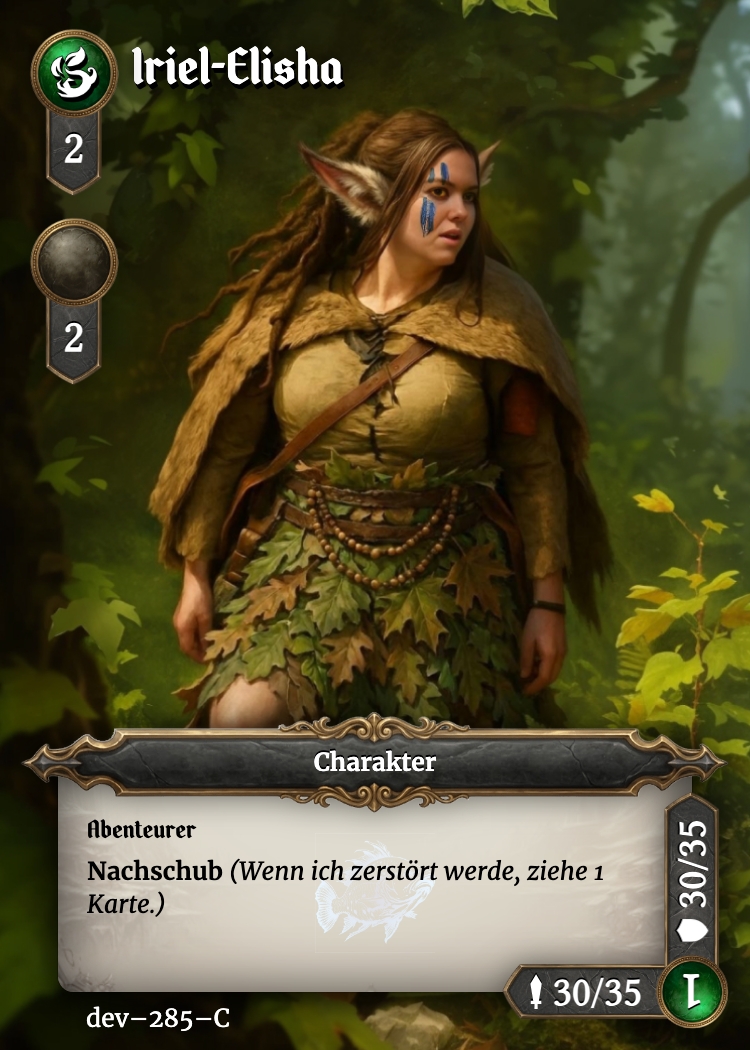 Iriel-Elisha
2
2
Charakter
Abenteurer
Nachschub (Wenn ich zerstört werde, ziehe 1
Karte.)
30/35
30/35
1
dev–285–C